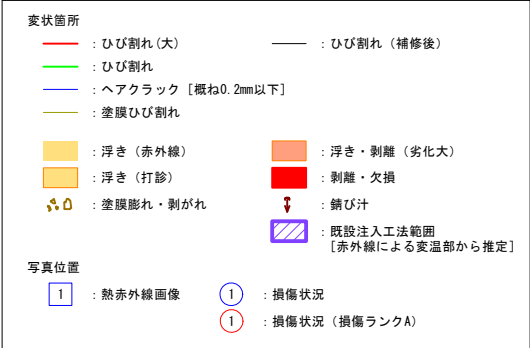 変状箇所
：ひび割れ(大)
：ひび割れ（補修後）
：ひび割れ
：ヘアクラック［概ね0.2mm以下］
：塗膜ひび割れ
：浮き（赤外線）
：浮き・剥離（劣化大）
：浮き（打診）
：剥離・欠損
：塗膜膨れ・剥がれ
：錆び汁
：既設注入工法範囲
［赤外線による変温部から推定］
写真位置
1 ：熱赤外線画像
1 ：損傷状況
1 ：損傷状況（損傷ランクA）